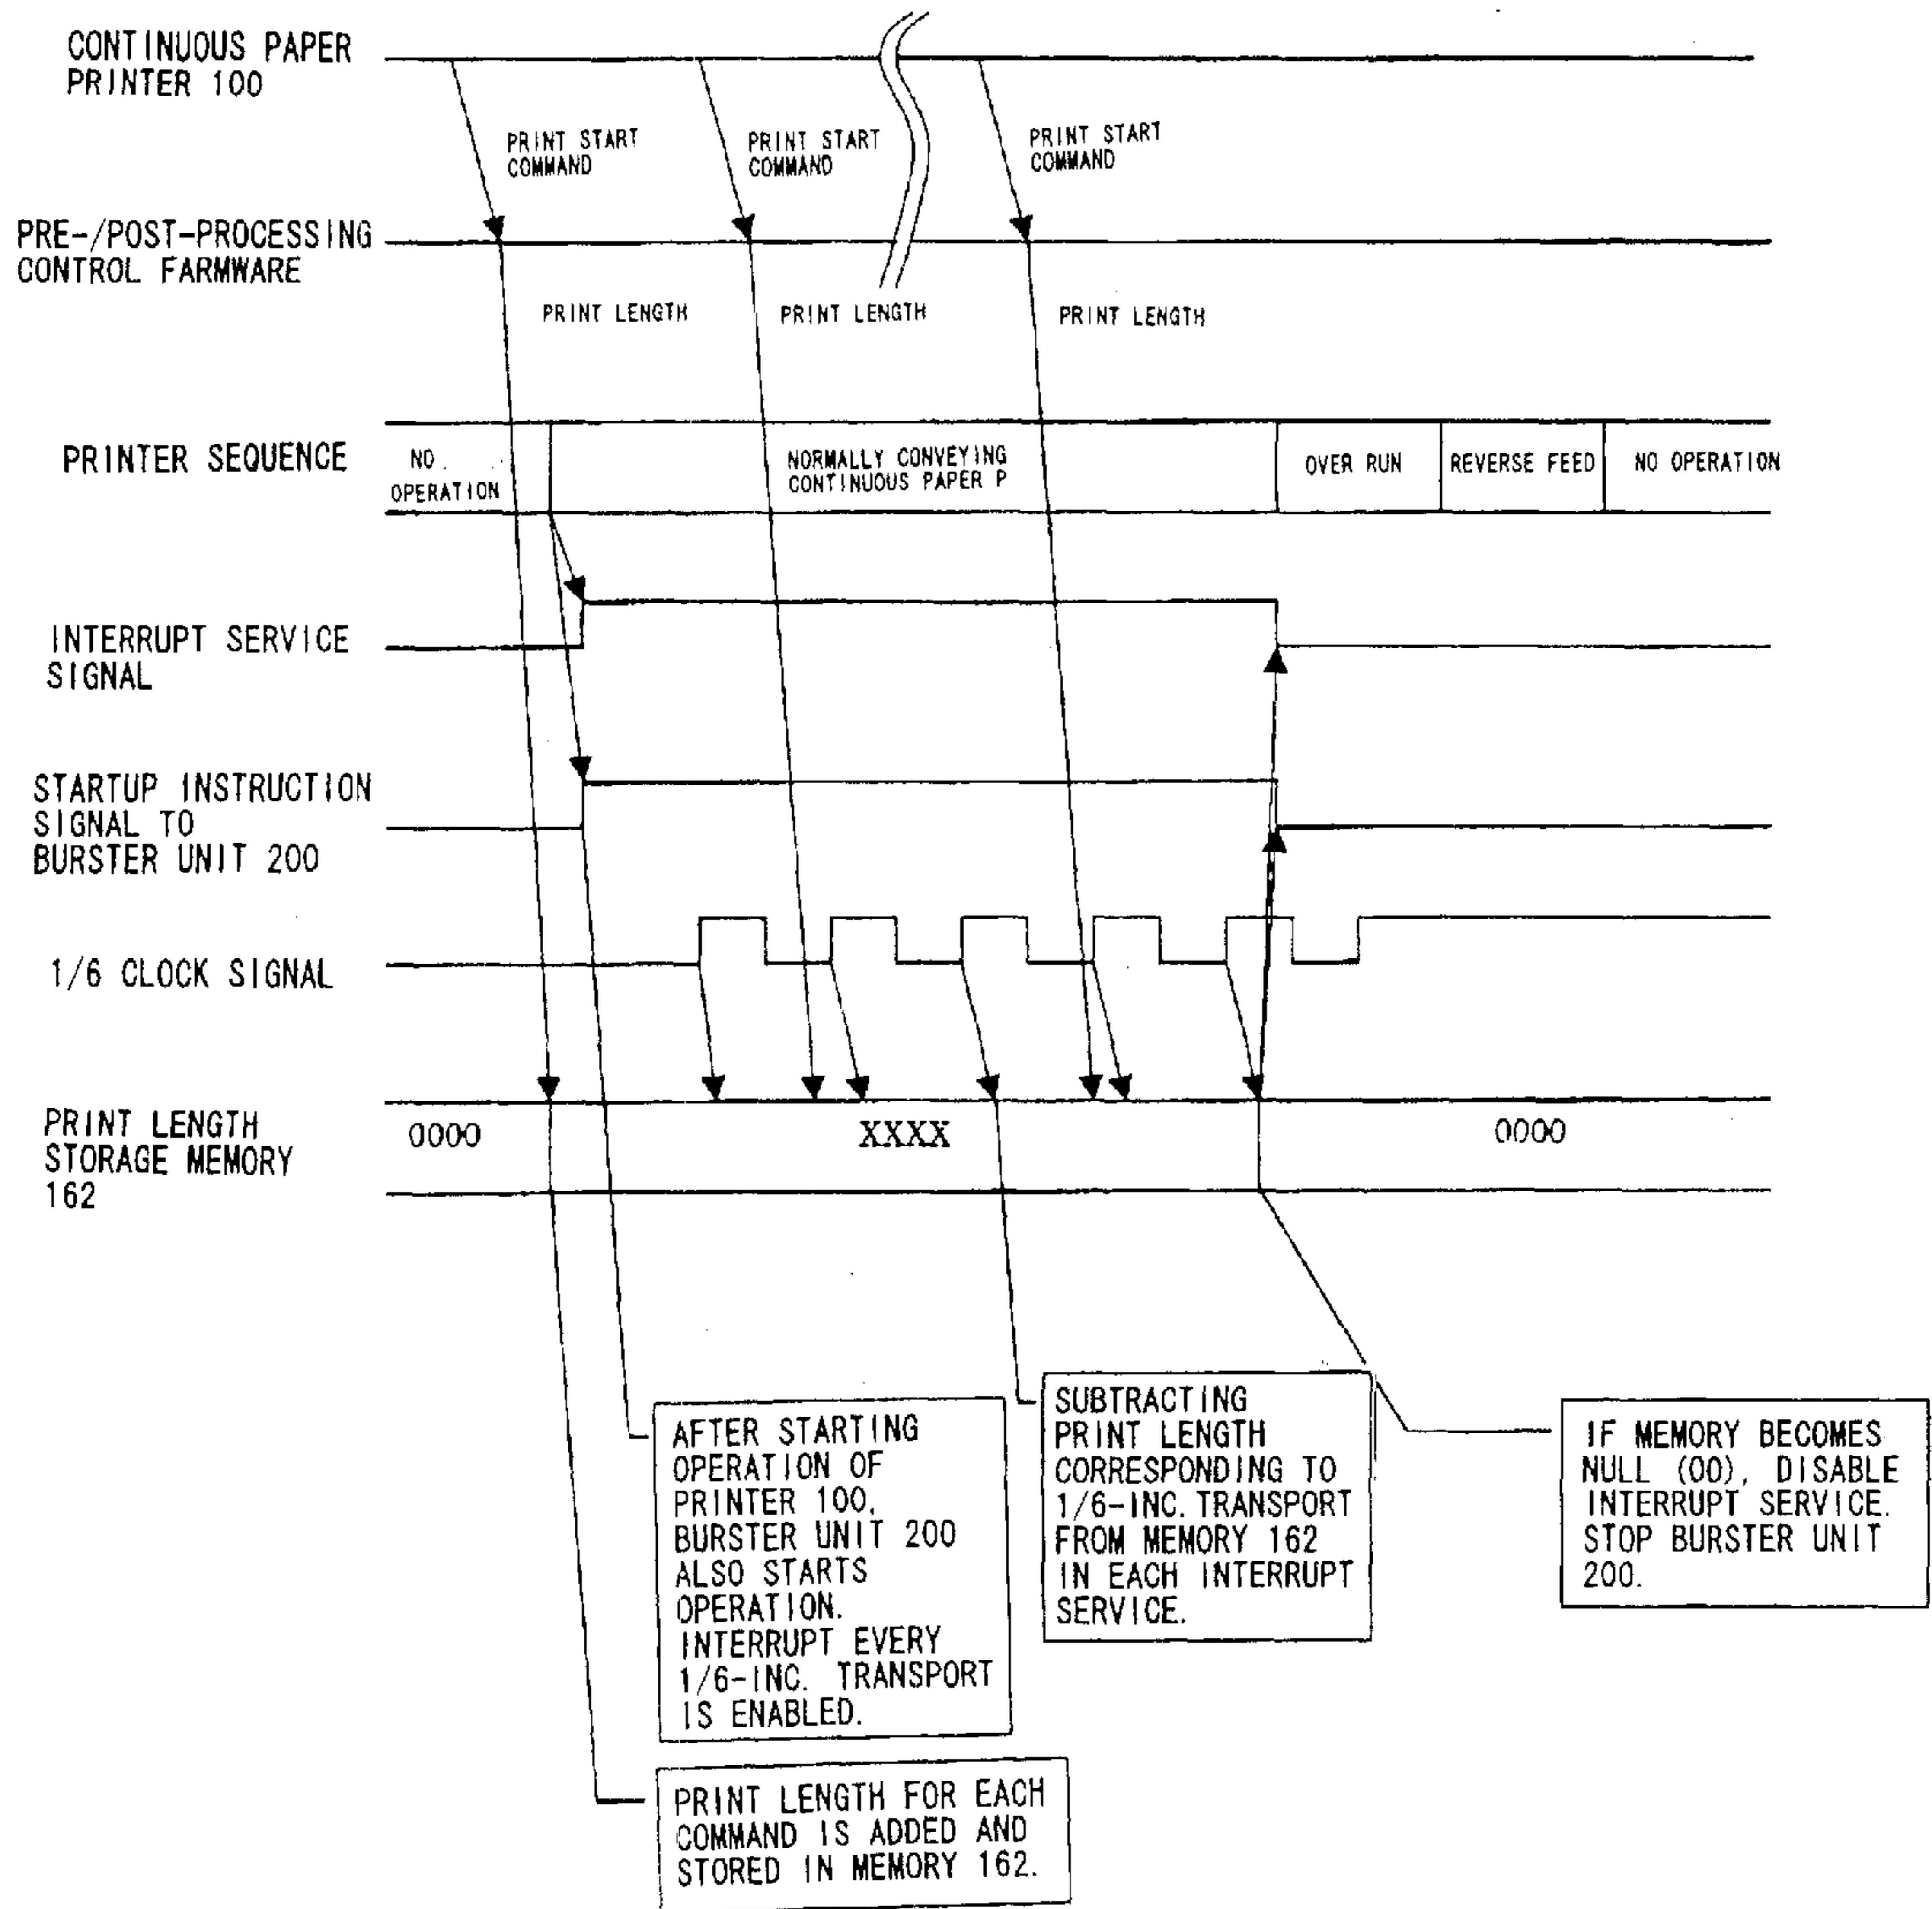 CONTINUOUS PAPER
PRINTER 100
PRINT START
COMMAND
PRINT START
COMMAND
PRINT START
COMMAND
PRE-/POST-PROCESSING
CONTROL FARMWARE
PRINT LENGTH
PRINT LENGTH
PRINT LENGTH
PRINTER SEQUENCE
NO
OPERATION
NORMALLY CONVEYING
CONTINUOUS PAPER P
OVER RUN
REVERSE FEED
NO OPERATION
INTERRUPT SERVICE
SIGNAL
STARTUP INSTRUCTION
SIGNAL TO
BURSTER UNIT 200
1/6 CLOCK SIGNAL
PRINT LENGTH
STORAGE MEMORY
162
0000
XXXX
0000
AFTER STARTING
OPERATION OF
PRINTER 100,
BURSTER UNIT 200
ALSO STARTS
OPERATION.
INTERRUPT EVERY
1/6-INC. TRANSPORT
IS ENABLED.
SUBTRACTING
PRINT LENGTH
CORRESPONDING TO
1/6-INC. TRANSPORT
FROM MEMORY 162
IN EACH INTERRUPT
SERVICE.
IF MEMORY BECOMES
NULL (00), DISABLE
INTERRUPT SERVICE.
STOP BURSTER UNIT
200.
PRINT LENGTH FOR EACH
COMMAND IS ADDED AND
STORED IN MEMORY 162.